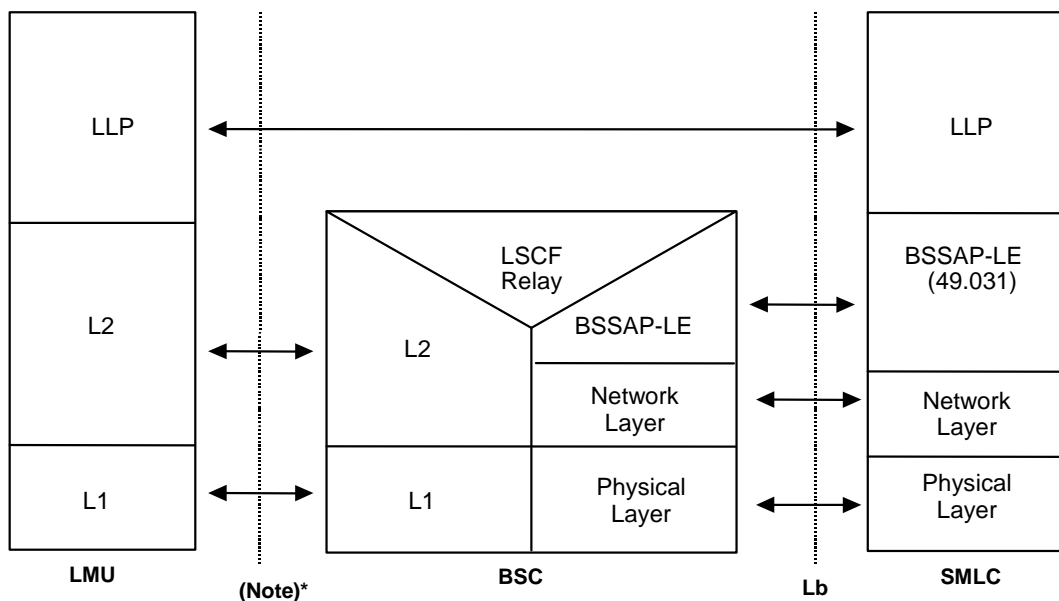 LLP
LLP
LSCF
Relay
BSSAP-LE
(49.031)
L2
L2
BSSAP-LE
Network
Layer
Network
Layer
L1
L1
Physical
Layer
Physical
Layer
LMU
(Note)*
BSC
Lb
SMLC